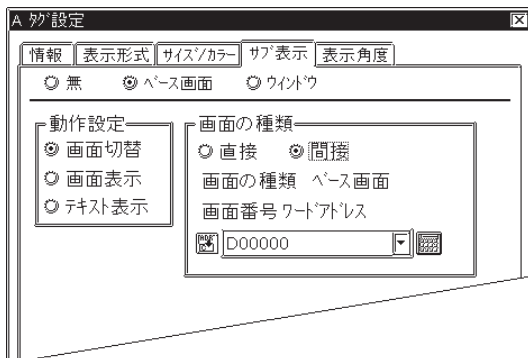 A ﾀｸﾞ設定
情報 表示形式 ｻｲｽﾞ/ｶﾗｰ ｻﾌﾞ表示 表示角度
無 ﾍﾞｰｽ画面 ｳｨﾝﾄﾞｳ
動作設定
画面切替
画面表示
ﾃｷｽﾄ表示
画面の種類
直接 間接
画面の種類 ﾍﾞｰｽ画面
画面番号ﾜｰﾄﾞｱﾄﾞﾚｽ
D00000